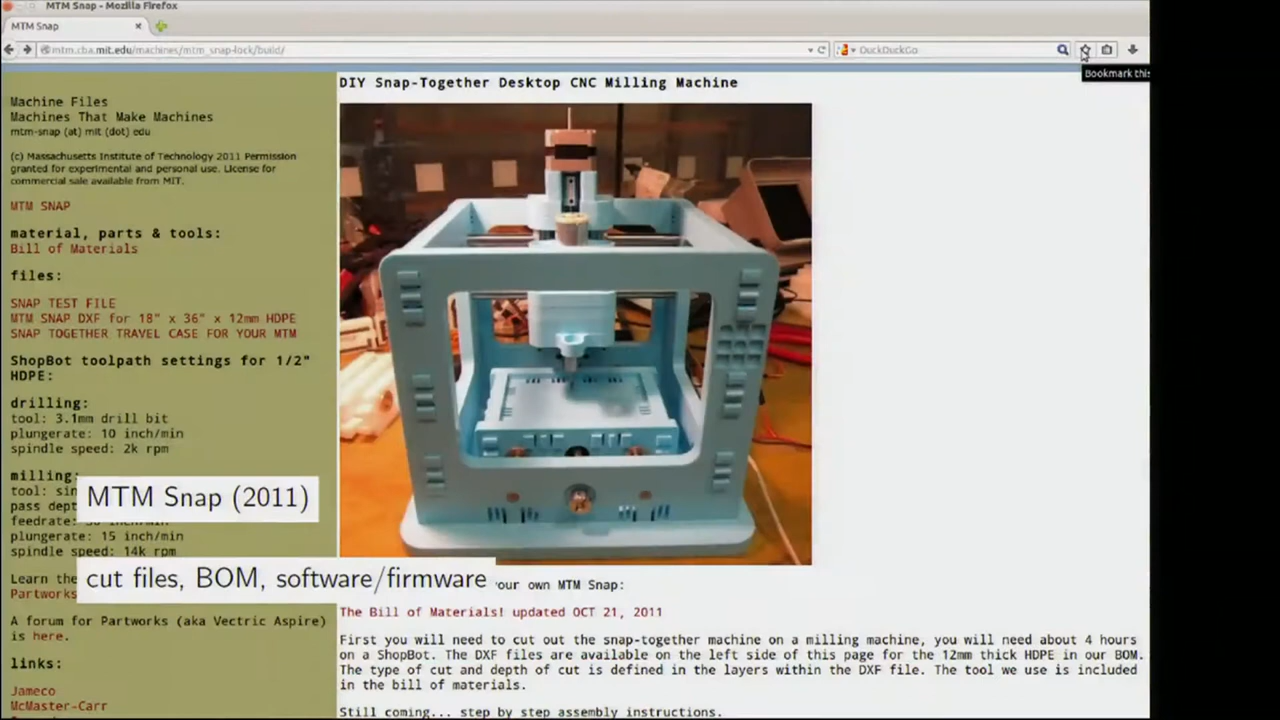 MTM Snap - Mozilla Firefox
MTM Snap
mtm.cba.mit.edu/machines/mtm_snap-lock/build/
DuckDuckGo
Bookmark this
Machine Files
Machines That Make Machines
mtm-snap (at) mit (dot) edu
(c) Massachusetts Institute of Technology 2011 Permission
granted for experimental and personal use. License for
commercial sale available from MIT.
MTM SNAP
material, parts & tools:
Bill of Materials
files:
SNAP TEST FILE
MTM SNAP DXF for 18" x 36" x 12mm HDPE
SNAP TOGETHER TRAVEL CASE FOR YOUR MTM
ShopBot toolpath settings for 1/2"
HDPE:
drilling:
tool: 3.1mm drill bit
plungerate: 10 inch/min
spindle speed: 2k rpm
milling:
tool:
pass
feedrate: inch/min
plungerate: 15 inch/min
spindle speed: 14k rpm
Learn the
Partworks
A forum for Partworks (aka Vectric Aspire)
is here.
links:
Jameco
McMaster-Carr
MTM Snap (2011)
cut files, BOM, software/firmware
DIY Snap-Together Desktop CNC Milling Machine
your own MTM Snap:
The Bill of Materials! updated OCT 21, 2011
First you will need to cut out the snap-together machine on a milling machine, you will need about 4 hours
on a ShopBot. The DXF files are available on the left side of this page for the 12mm thick HDPE in our BOM.
The type of cut and depth of cut is defined in the layers within the DXF file. The tool we use is included
in the bill of materials.
Still coming... step by step assembly instructions.